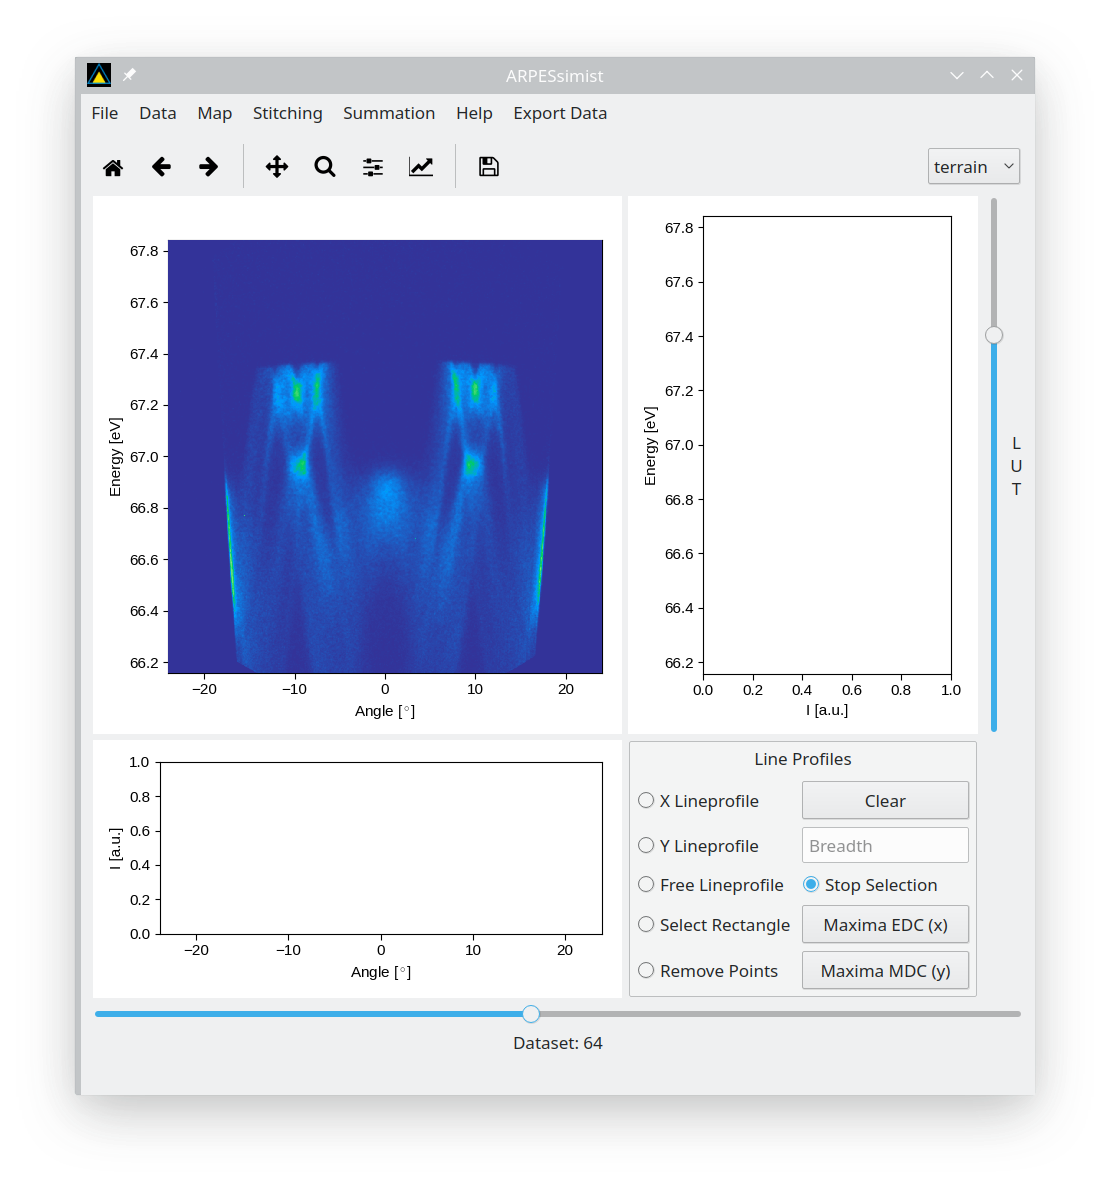 ARPESsimist
File Data Map Stitching Summation Help Export Data
terrain
67.8
67.6
67.4
67.2
67.0
66.8
66.6
66.4
66.2
Energy [eV]
−20 −10 0 10 20
Angle [°]
67.8
67.6
67.4
67.2
67.0
66.8
66.6
66.4
66.2
Energy [eV]
0.0 0.2 0.4 0.6 0.8 1.0
I [a.u.]
L
U
T
1.0
0.8
0.6
0.4
0.2
0.0
I [a.u.]
−20 −10 0 10 20
Angle [°]
Line Profiles
X Lineprofile Clear
Y Lineprofile Breadth
Free Lineprofile Stop Selection
Select Rectangle Maxima EDC (x)
Remove Points Maxima MDC (y)
Dataset: 64